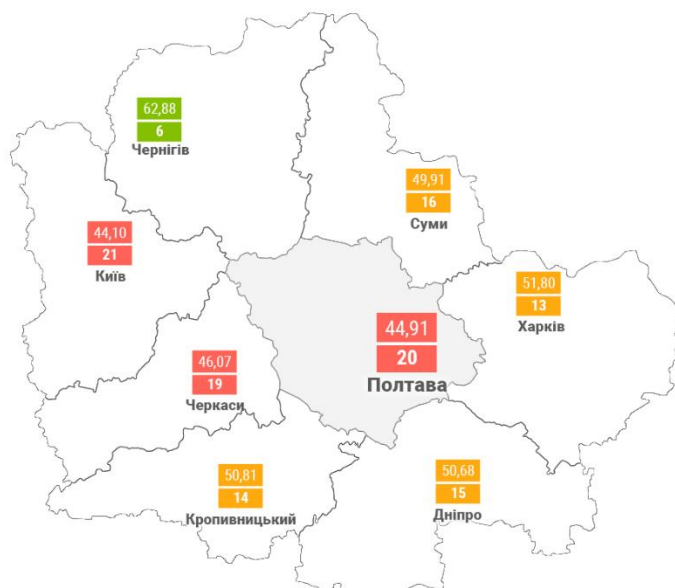 62,88
6
Чернігів
49,91
16
Суми
44,10
21
Київ
51,80
13
Харків
44,91
20
Полтава
46,07
19
Черкаси
50,81
14
Кропивницький
50,68
15
Дніпро